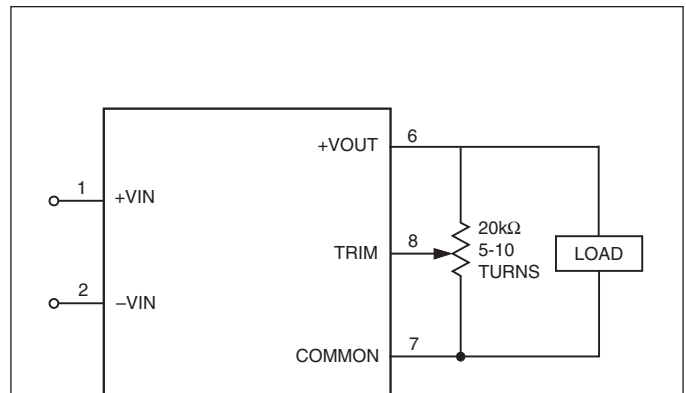 +VOUT
6
1
+VIN
TRIM
8
20kΩ
5-10
TURNS
LOAD
2
–VIN
COMMON
7